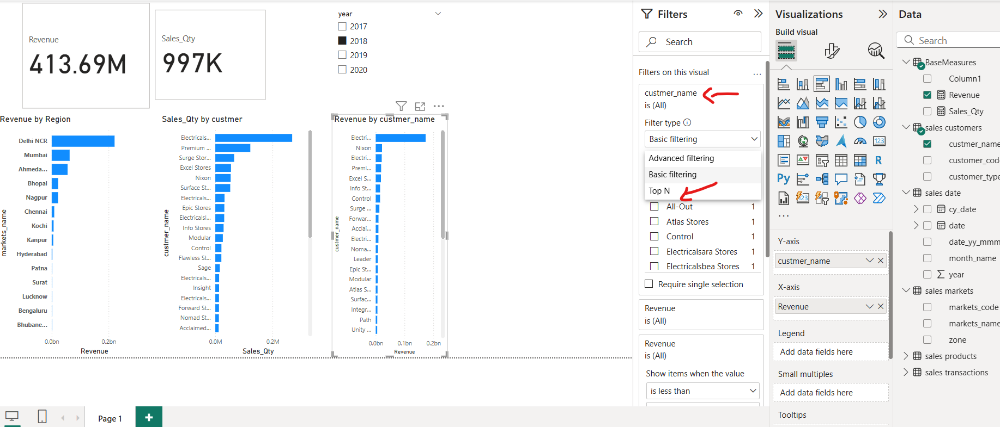 Revenue
413.69M
Sales_Qty
997K
year
2017
2018
2019
2020
Revenue by Region
markets_name
Delhi NCR
Mumbai
Ahmeda...
Bhopal
Nagpur
Chennai
Kochi
Kanpur
Hyderabad
Patna
Surat
Lucknow
Bengaluru
Bhubane...
0.0bn 0.2bn
Revenue
Sales_Qty by custmer
custmer_name
Electricals...
Premium ...
Surge Stor...
Excel Stores
Nixon
Surface St...
Electricals...
Epic Stores
Electricalsl...
Info Stores
Modular
Control
Flawless St...
Sage
Electricals...
Insight
Electricals...
Forward St...
Nomad St...
Acclaimed...
0.0M 0.2M
Sales_Qty
Revenue by custmer_name
custmer_name
Electri...
Nixon
Electri...
Premi...
Excel S...
Info St...
Control
Surge ...
Forwar...
Acclai...
Electri...
Noma...
Leader
Epic St...
Modular
Atlas S...
Surfac...
Integr...
Path
Unity ...
0.0bn 0.1bn 0.2bn
Revenue
Page 1
Filters
Search
Filters on this visual ...
custmer_name
is (All)
Filter type
Basic filtering
Advanced filtering
Basic filtering
Top N
All-Out 1
Atlas Stores 1
Control 1
Electricalsara Stores 1
Electricalsbea Stores 1
Require single selection
Revenue
is (All)
Revenue
is (All)
Show items when the value
is less than
Visualizations
Build visual
123
R
Py
123
...
Y-axis
custmer_name
X-axis
Revenue
Legend
Add data fields here
Small multiples
Add data fields here
Tooltips
Data
Search
BaseMeasures
Column1
Revenue
Sales_Qty
sales customers
custmer_name
customer_code
customer_type
sales date
cy_date
date
date_yy_mmm
month_name
year
sales markets
markets_code
markets_name
zone
sales products
sales transactions